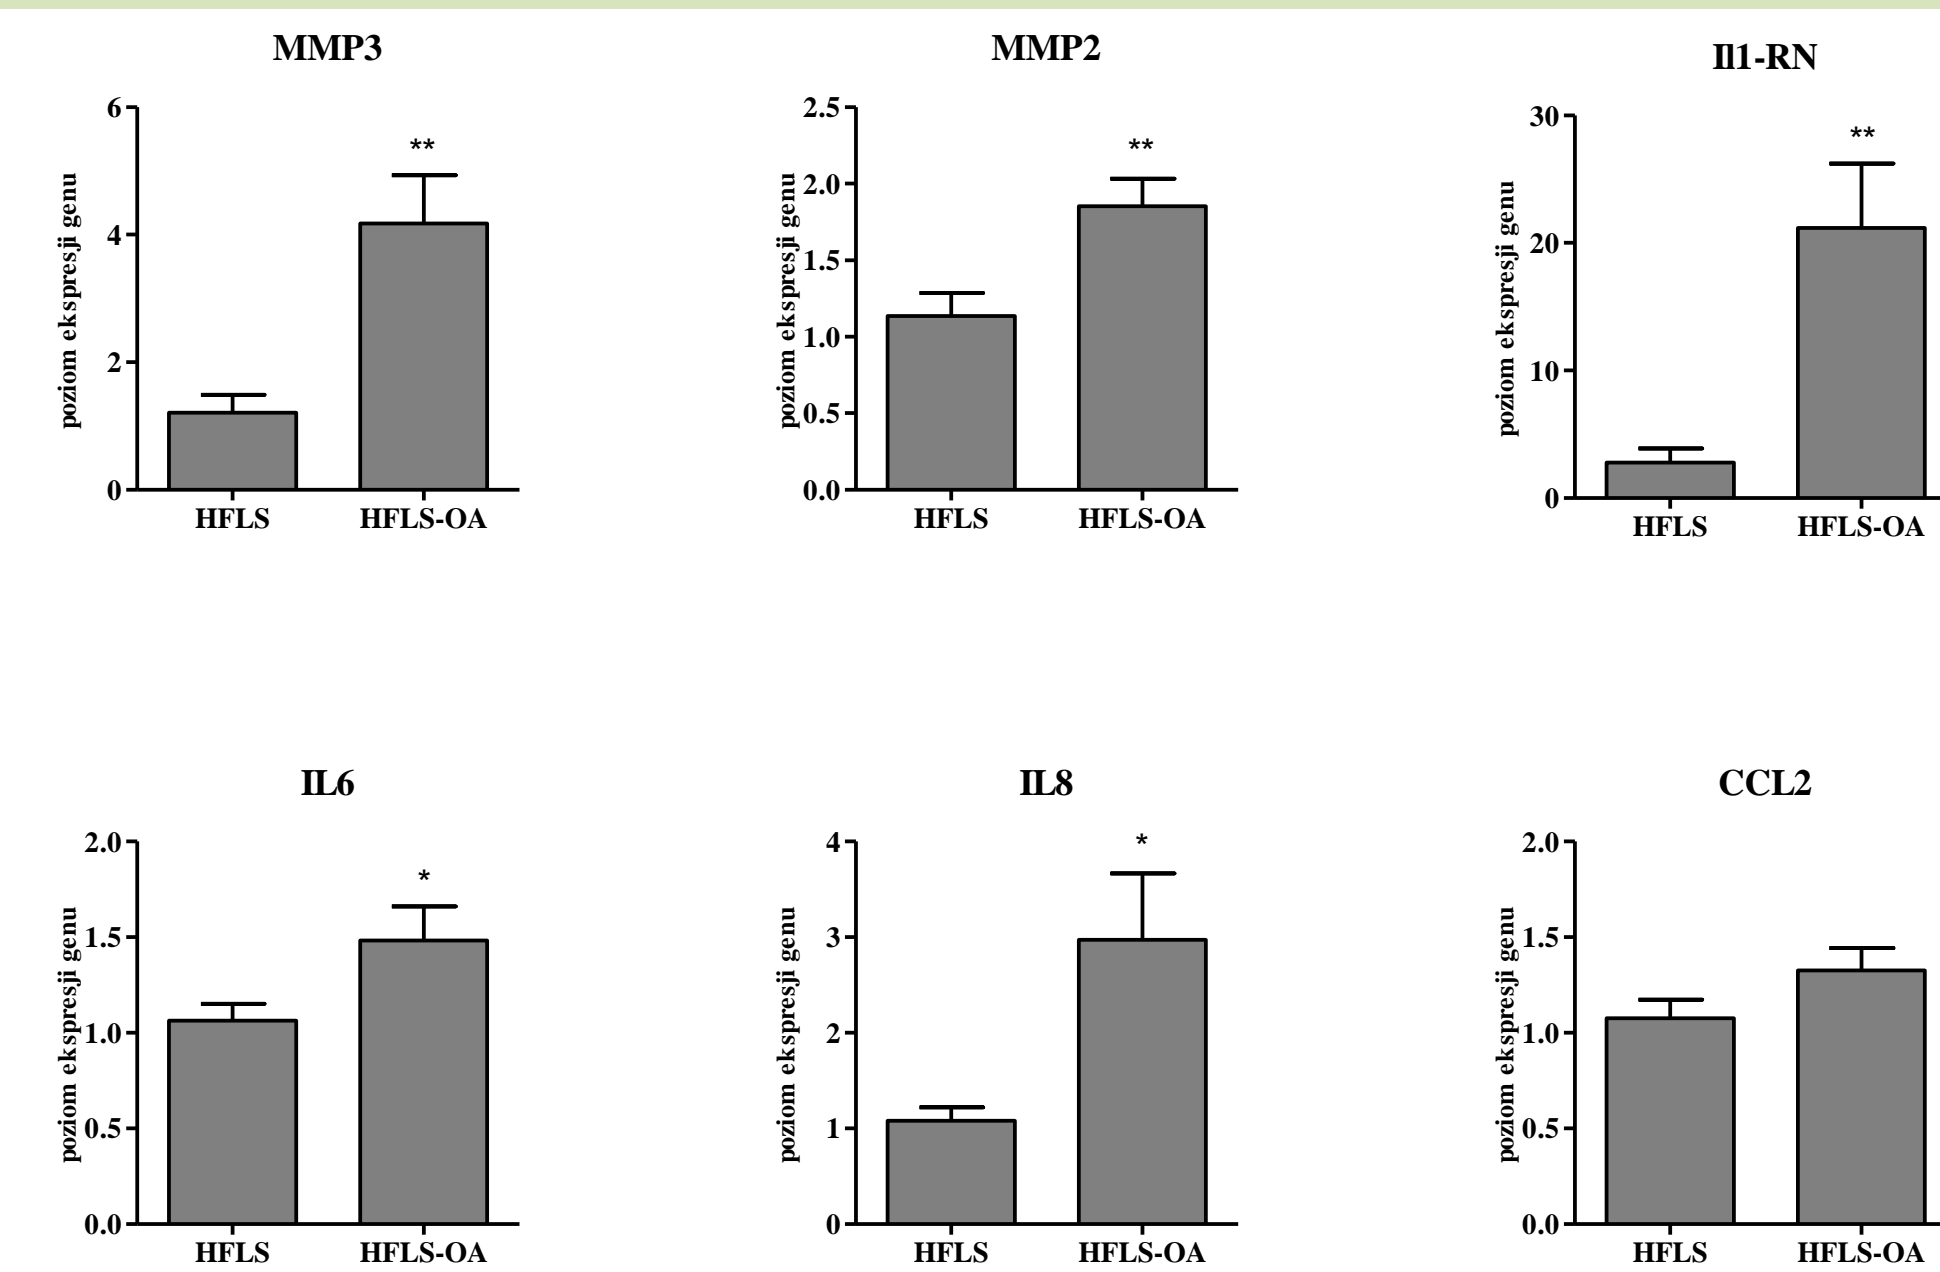 MMP3
6
4
2
0
poziom ekspresji genu
**
HFLS
HFLS-OA
MMP2
2.5
2.0
1.5
1.0
0.5
0.0
poziom ekspresji genu
**
HFLS
HFLS-OA
Il1-RN
30
20
10
0
poziom ekspresji genu
**
HFLS
HFLS-OA
IL6
2.0
1.5
1.0
0.5
0.0
poziom ekspresji genu
*
HFLS
HFLS-OA
IL8
4
3
2
1
0
poziom ekspresji genu
*
HFLS
HFLS-OA
CCL2
2.0
1.5
1.0
0.5
0.0
poziom ekspresji genu
HFLS
HFLS-OA